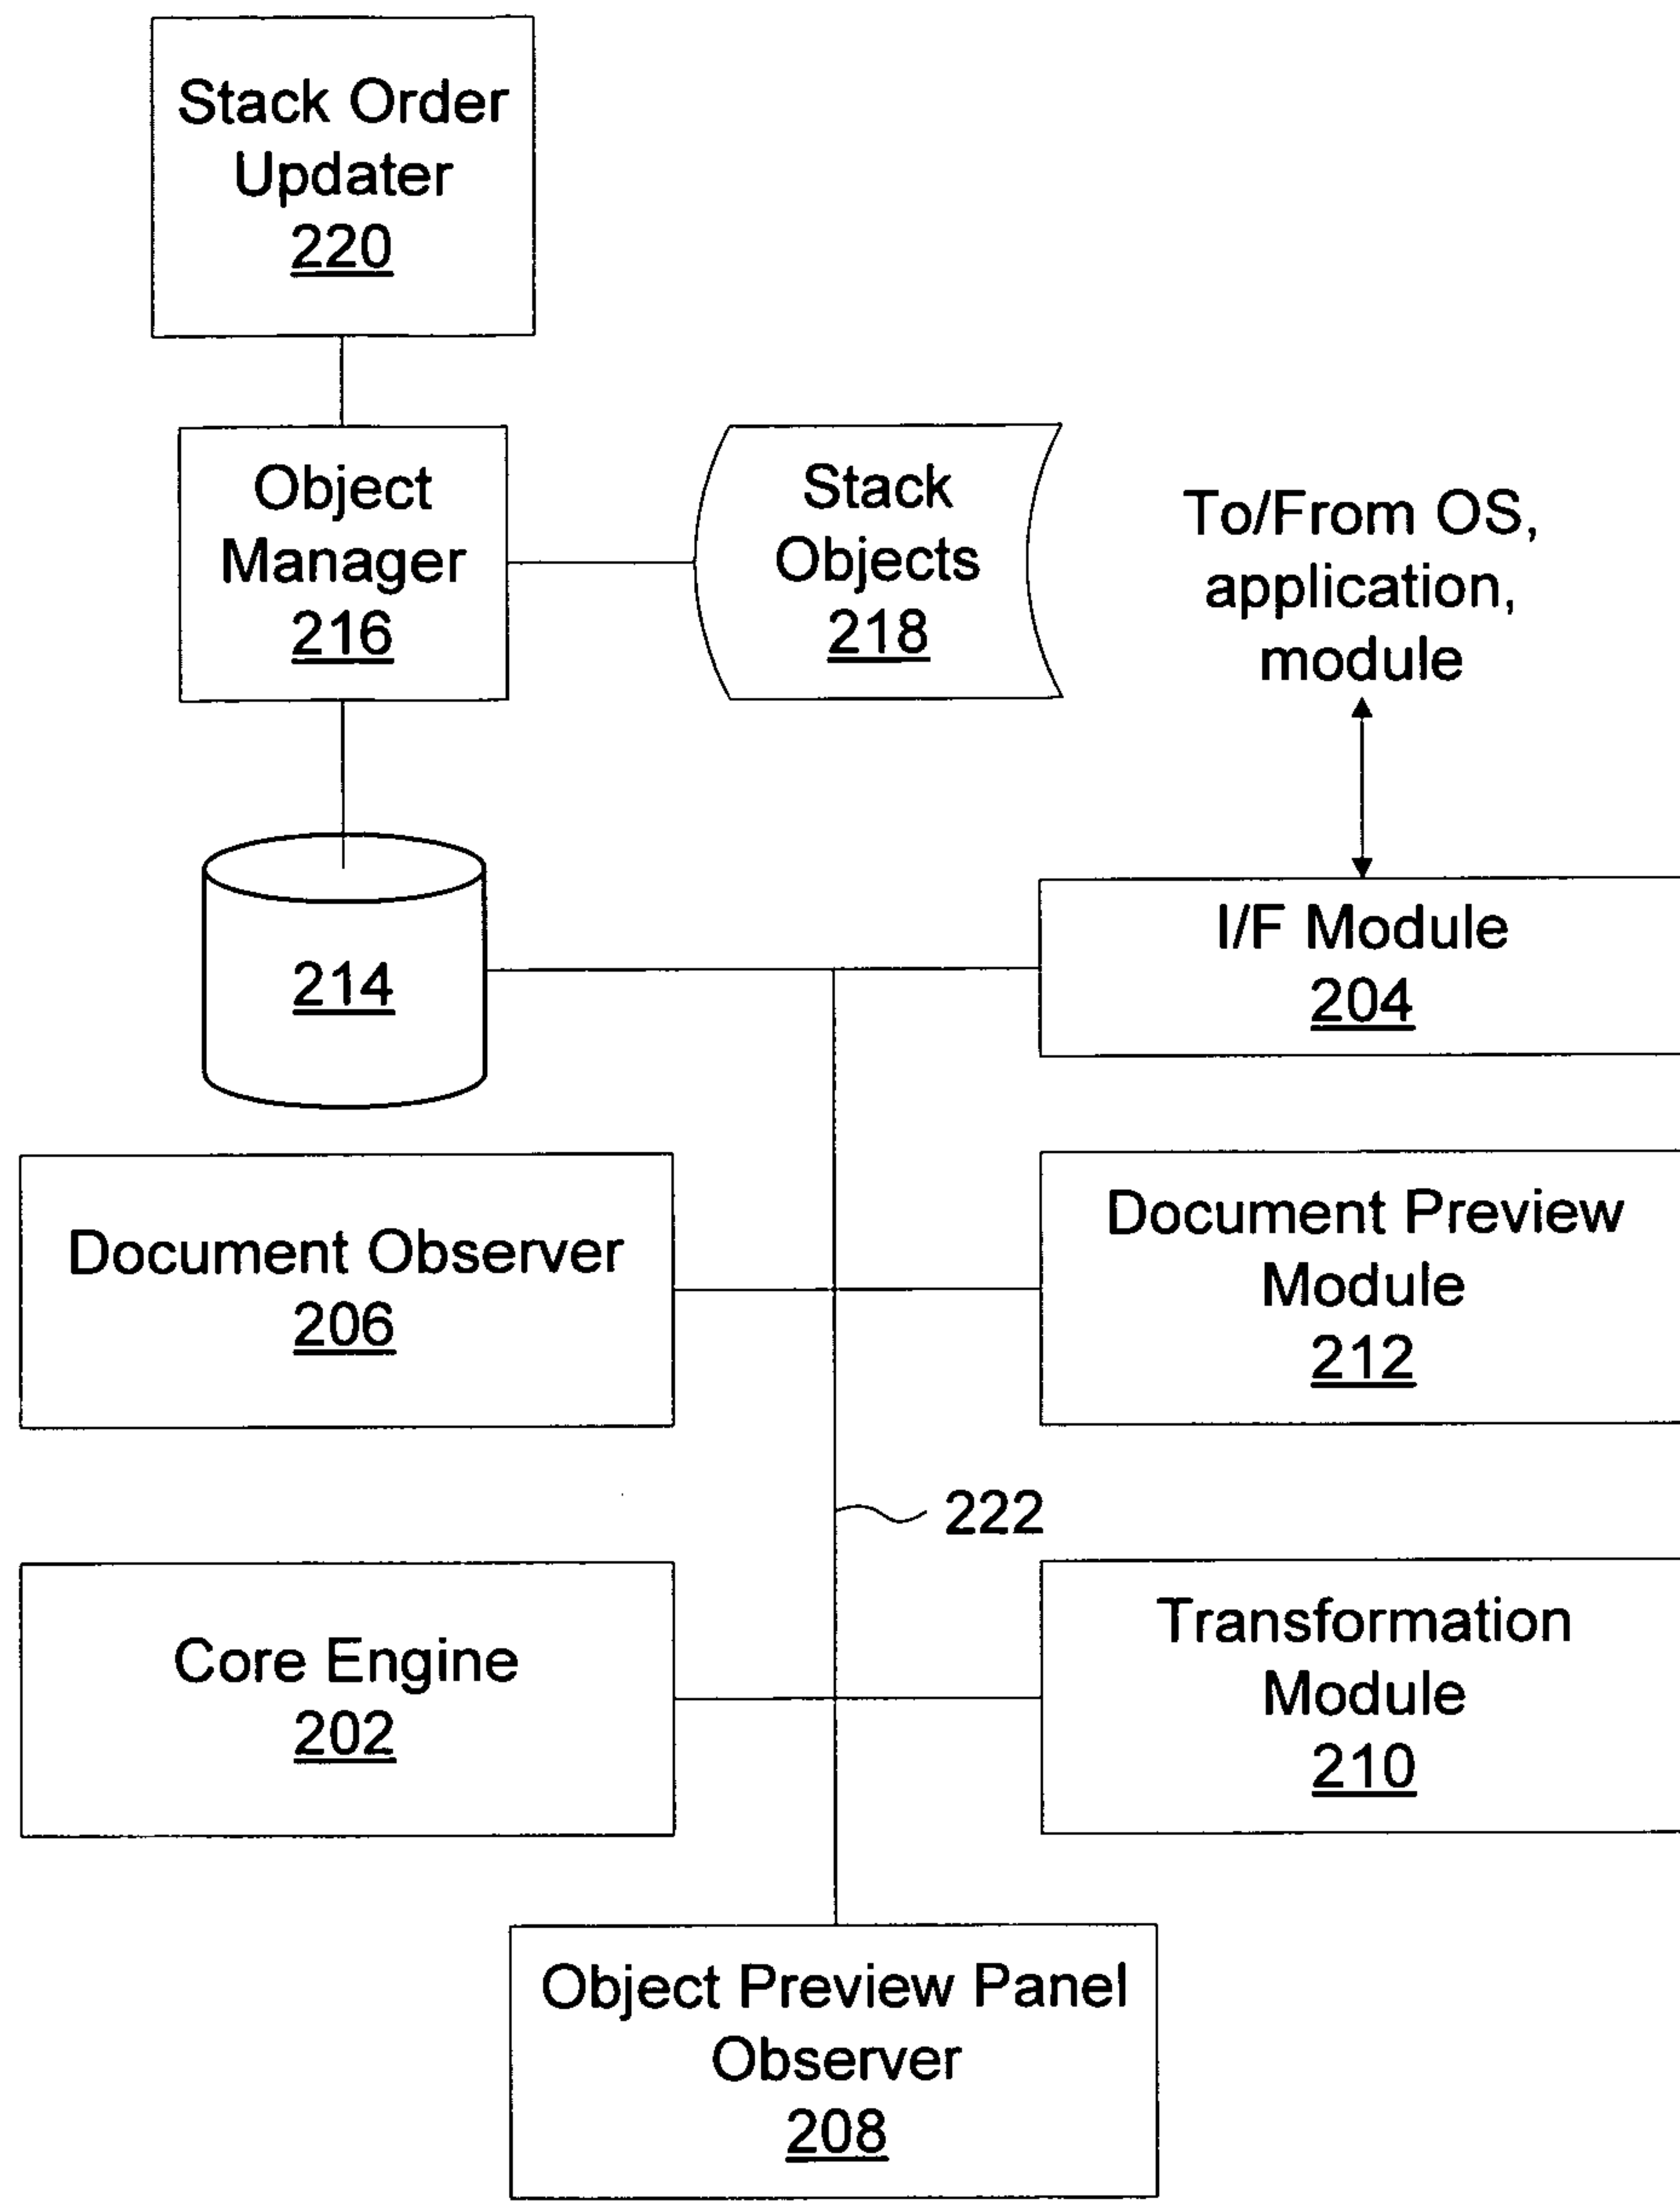 Stack Order
Updater
220
Object
Manager
216
Stack
Objects
218
To/From OS,
application,
module
214
I/F Module
204
Document Observer
206
Document Preview
Module
212
222
Core Engine
202
Transformation
Module
210
Object Preview Panel
Observer
208